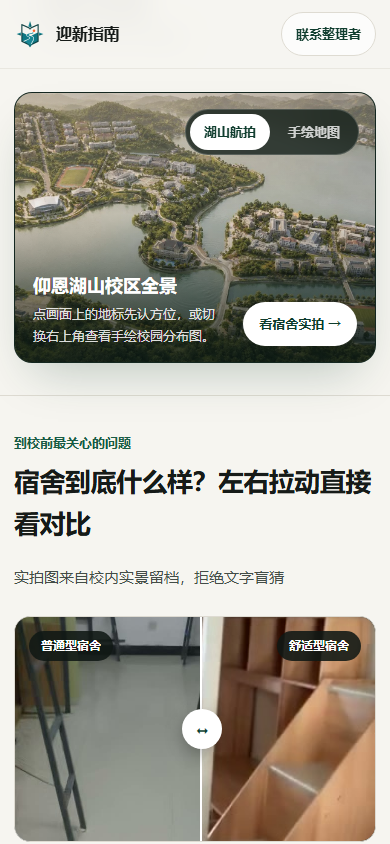 迎新指南
联系整理者
湖山航拍
手绘地图
仰恩湖山校区全景
点画面上的地标先认方位，或切
换右上角查看手绘校园分布图。
看宿舍实拍 →
到校前最关心的问题
宿舍到底什么样？左右拉动直接
看对比
实拍图来自校内实景留档，拒绝文字盲猜
普通型宿舍
舒适型宿舍